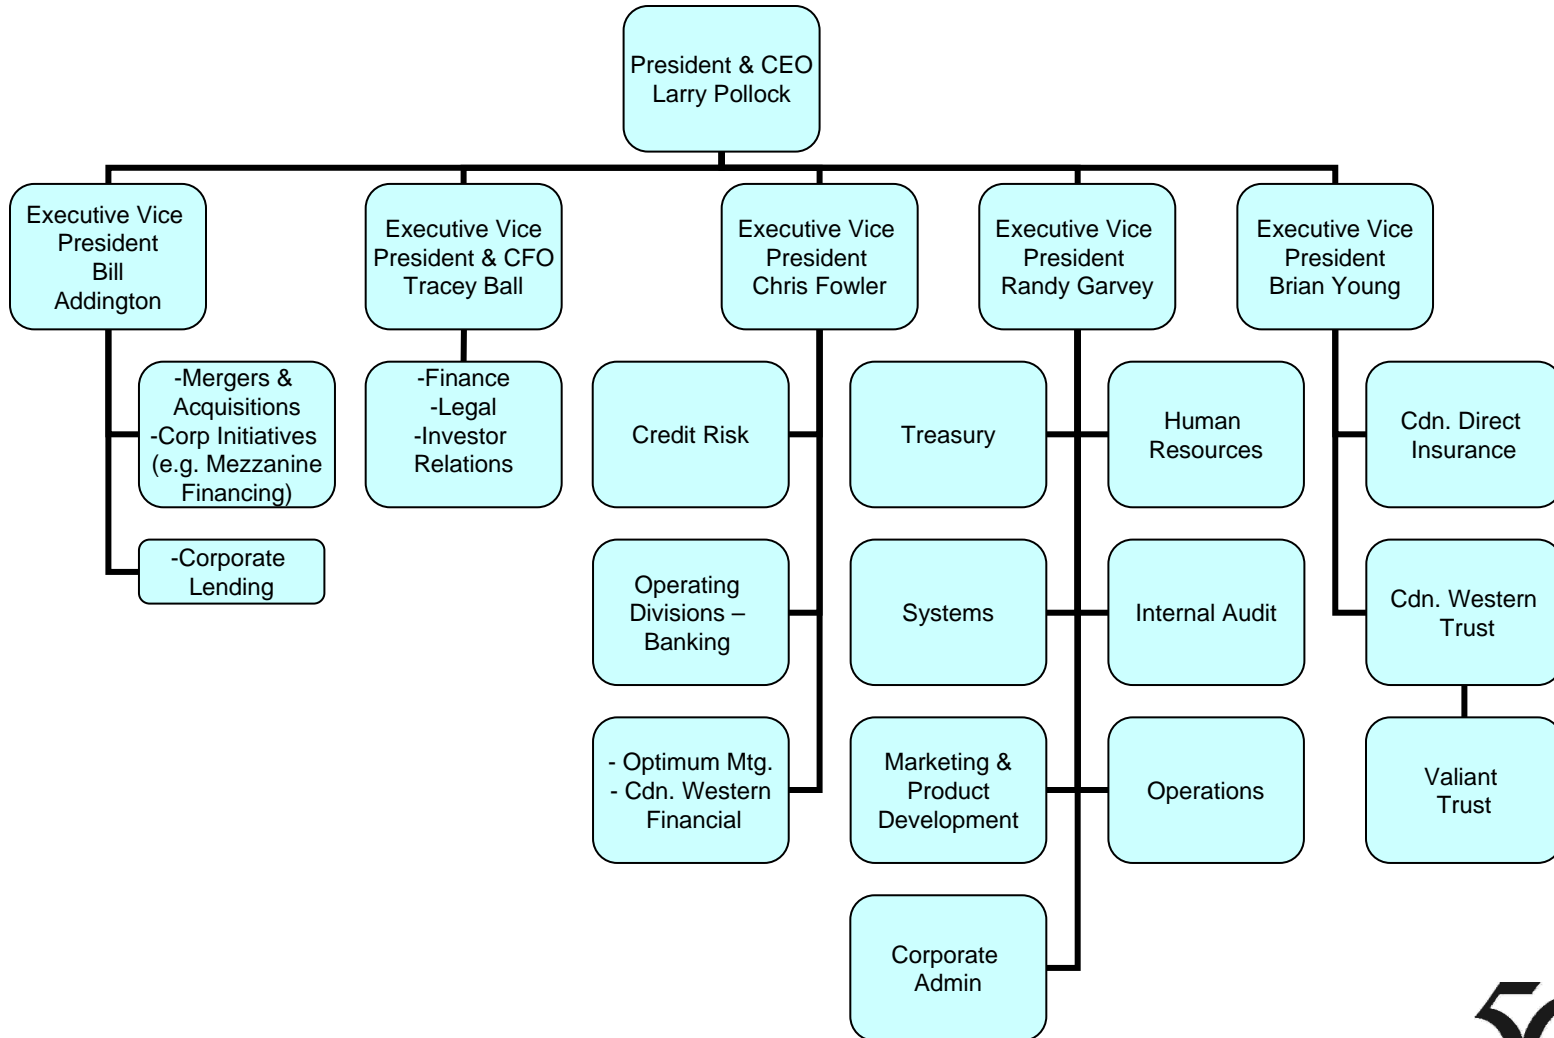 President & CEO
Larry Pollock
Executive Vice
President
Bill
Addington
Executive Vice
President & CFO
Tracey Ball
Executive Vice
President
Chris Fowler
Executive Vice
President
Randy Garvey
Executive Vice
President
Brian Young
-Mergers &
Acquisitions
-Corp Initiatives
(e.g. Mezzanine
Financing)
-Finance
-Legal
-Investor
Relations
Credit Risk
Treasury
Human
Resources
Cdn. Direct
Insurance
-Corporate
Lending
Operating
Divisions –
Banking
Systems
Internal Audit
Cdn. Western
Trust
- Optimum Mtg.
- Cdn. Western
Financial
Marketing &
Product
Development
Operations
Valiant
Trust
Corporate
Admin